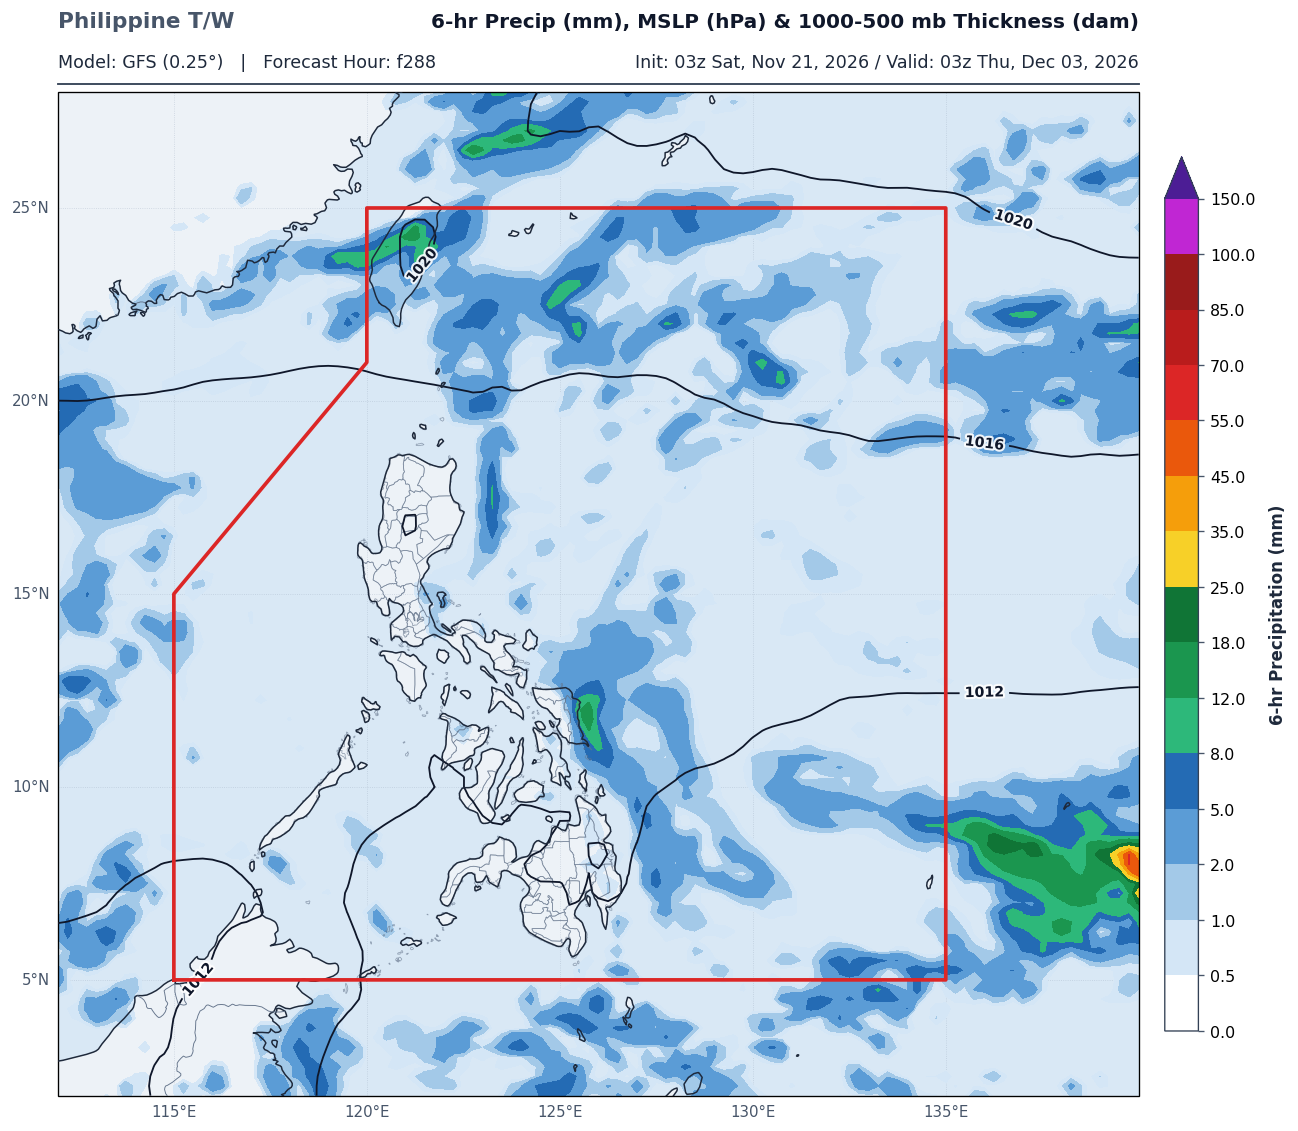 Philippine T/W
6-hr Precip (mm), MSLP (hPa) & 1000-500 mb Thickness (dam)
Model: GFS (0.25°) | Forecast Hour: f288
Init: 03z Sat, Nov 21, 2026 / Valid: 03z Thu, Dec 03, 2026
25°N
20°N
15°N
10°N
5°N
115°E
120°E
125°E
130°E
135°E
1020
1020
1016
1012
1012
150.0
100.0
85.0
70.0
55.0
45.0
35.0
25.0
18.0
12.0
8.0
5.0
2.0
1.0
0.5
0.0
6-hr Precipitation (mm)